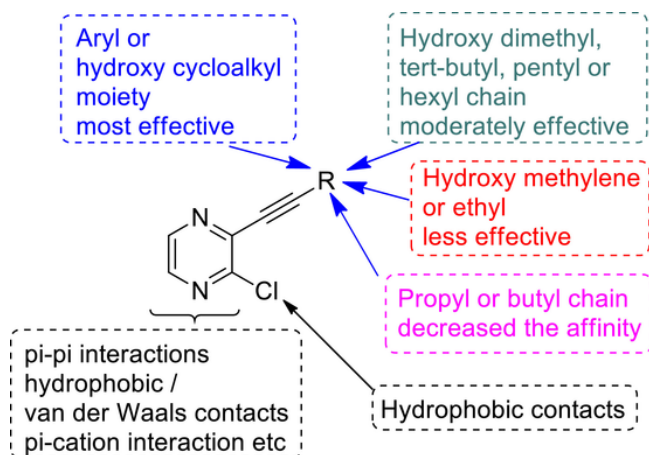 Aryl or
hydroxy cycloalkyl
moiety
most effective
Hydroxy dimethyl,
tert-butyl, pentyl or
hexyl chain
moderately effective
R
Hydroxy methylene
or ethyl
less effective
N
N
Cl
Propyl or butyl chain
decreased the affinity
pi-pi interactions
hydrophobic /
van der Waals contacts
pi-cation interaction etc
Hydrophobic contacts